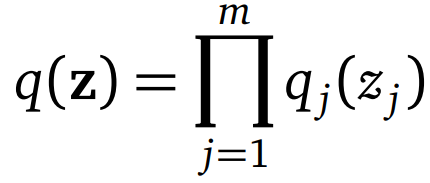 q(𝐳) = ∏_{j=1}^{m} q_j(z_j)